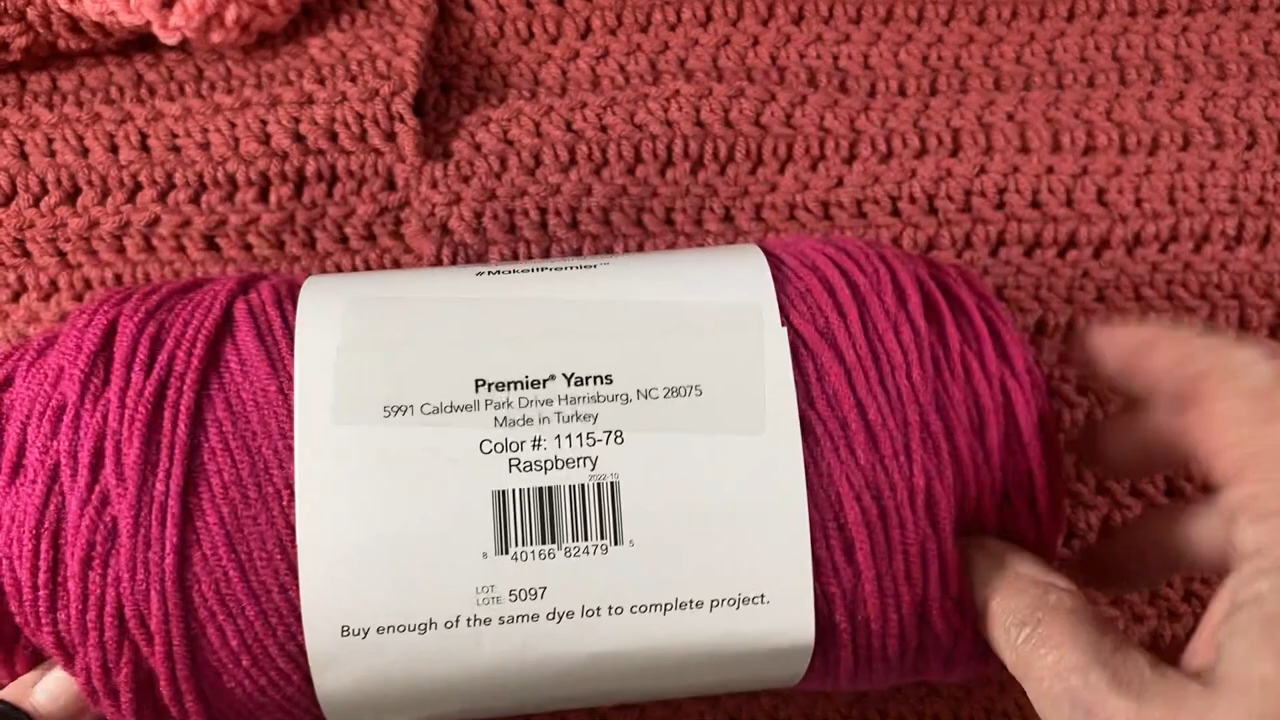 #MakeItPremier™
Premier® Yarns
5991 Caldwell Park Drive Harrisburg, NC 28075
Made in Turkey
Color #: 1115-78
Raspberry
2022-10
8 40166 82479 5
LOT:
LOTE: 5097
Buy enough of the same dye lot to complete project.